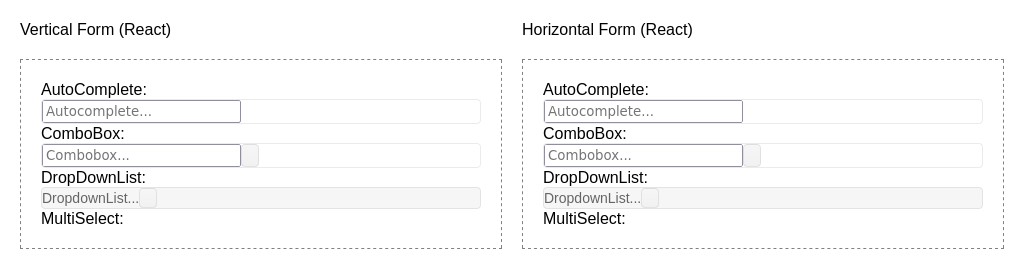 Vertical Form (React)
AutoComplete:
Autocomplete...
ComboBox:
Combobox...
DropDownList:
DropdownList...
MultiSelect:
Horizontal Form (React)
AutoComplete:
Autocomplete...
ComboBox:
Combobox...
DropDownList:
DropdownList...
MultiSelect: